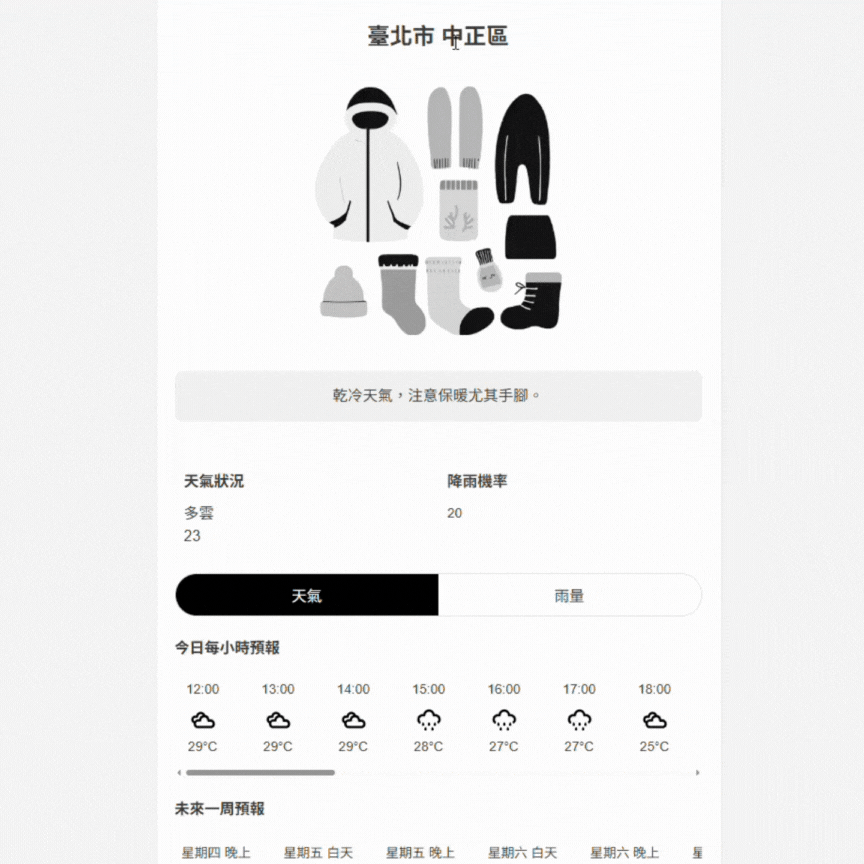 臺北市 中正區
乾冷天氣，注意保暖尤其手腳。
天氣狀況
降雨機率
多雲
20
23
天氣
雨量
今日每小時預報
12:00 13:00 14:00 15:00 16:00 17:00 18:00
29°C 29°C 29°C 28°C 27°C 27°C 25°C
未來一周預報
星期四 晚上 星期五 白天 星期五 晚上 星期六 白天 星期六 晚上 星